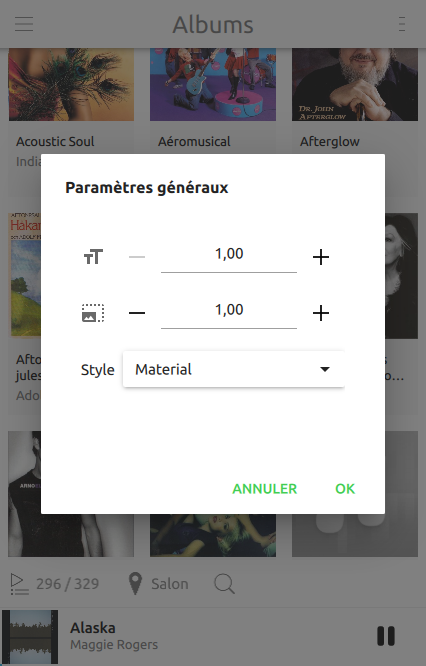 Albums
DR. JOHN
AFTERGLOW
Acoustic Soul
Aéromusical
Afterglow
India
Paramètres généraux
1,00
1,00
Style
Material
Afto
jules
Ado
s
o...
ARNO
ANNULER
OK
296 / 329
Salon
Alaska
Maggie Rogers